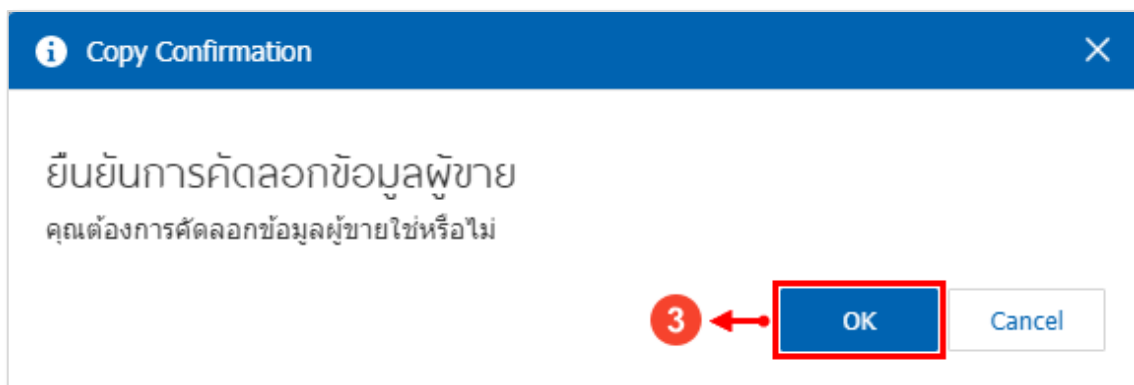 Copy Confirmation
ยืนยันการคัดลอกข้อมูลผู้ขาย
คุณต้องการคัดลอกข้อมูลผู้ขายใช่หรือไม่
3 OK Cancel